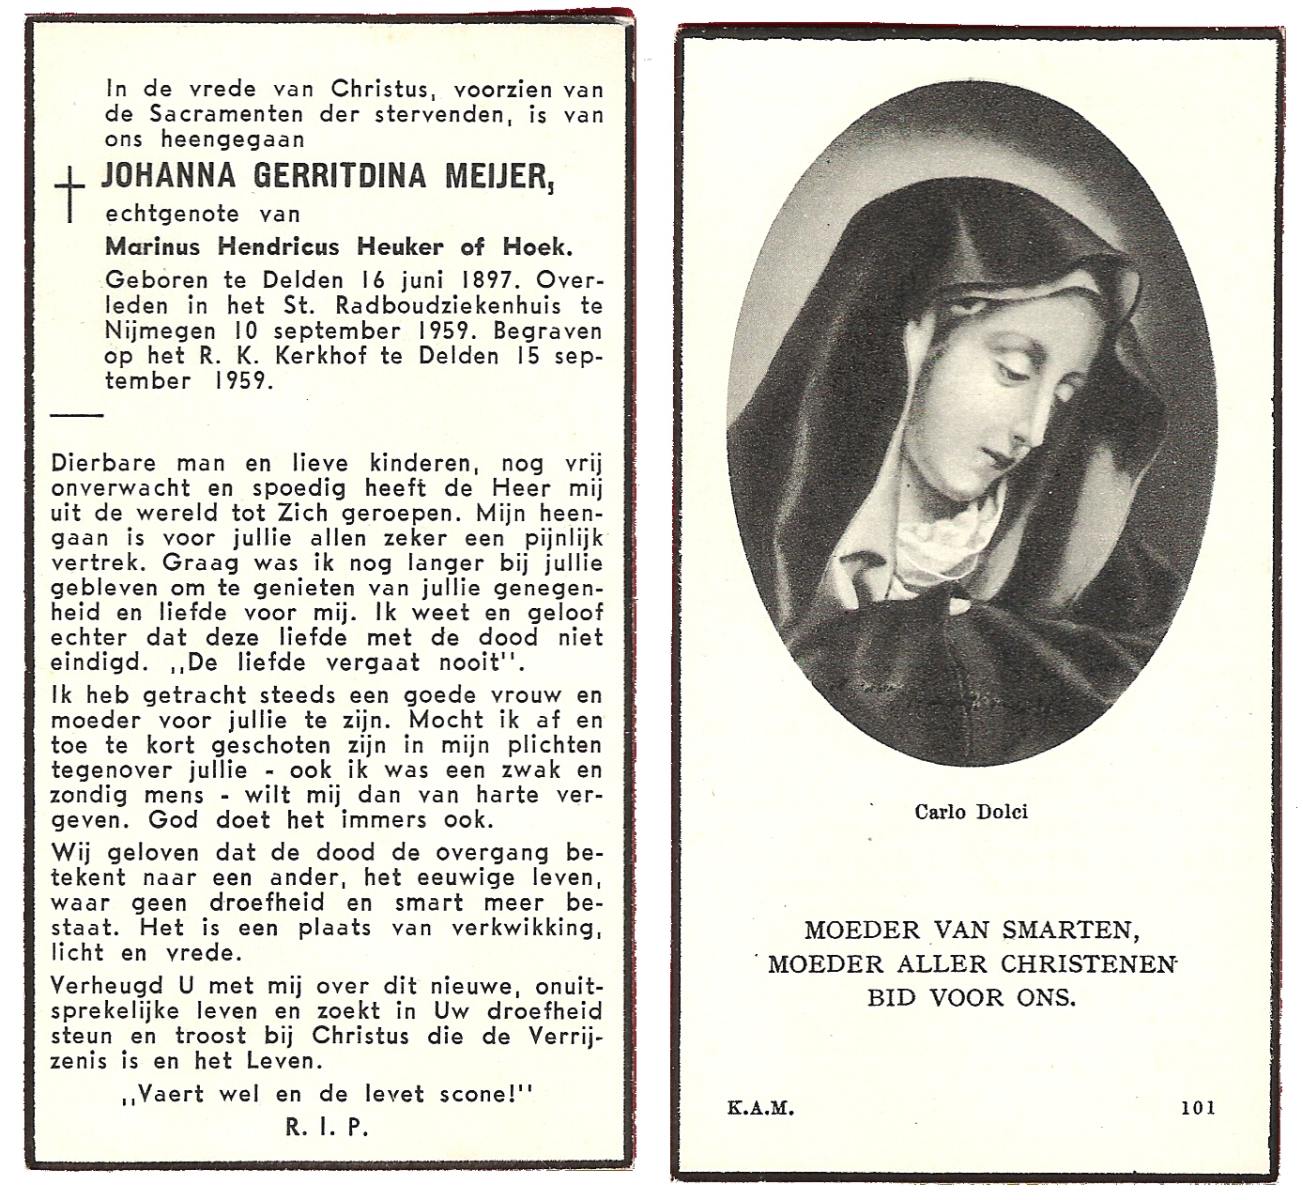 In de vrede van Christus, voorzien van
de Sacramenten der stervenden, is van
ons heengegaan
JOHANNA GERRITDINA MEIJER,
echtgenote van
Marinus Hendricus Heuker of Hoek.
Geboren te Delden 16 juni 1897. Over-
leden in het St. Radboudziekenhuis te
Nijmegen 10 september 1959. Begraven
op het R. K. Kerkhof te Delden 15 sep-
tember 1959.
Dierbare man en lieve kinderen, nog vrij
onverwacht en spoedig heeft de Heer mij
uit de wereld tot Zich geroepen. Mijn heen-
gaan is voor jullie allen zeker een pijnlijk
vertrek. Graag was ik nog langer bij jullie
gebleven om te genieten van jullie genegen-
heid en liefde voor mij. Ik weet en geloof
echter dat deze liefde met de dood niet
eindigd. ,,De liefde vergaat nooit''.
Ik heb getracht steeds een goede vrouw en
moeder voor jullie te zijn. Mocht ik af en
toe te kort geschoten zijn in mijn plichten
tegenover jullie - ook ik was een zwak en
zondig mens - wilt mij dan van harte ver-
geven. God doet het immers ook.
Wij geloven dat de dood de overgang be-
tekent naar een ander, het eeuwige leven,
waar geen droefheid en smart meer be-
staat. Het is een plaats van verkwikking,
licht en vrede.
Verheugd U met mij over dit nieuwe, onuit-
sprekelijke leven en zoekt in Uw droefheid
steun en troost bij Christus die de Verrij-
zenis is en het Leven.
,,Vaert wel en de levet scone!''
R. I. P.
Carlo Dolci
MOEDER VAN SMARTEN,
MOEDER ALLER CHRISTENEN
BID VOOR ONS.
K.A.M. 101